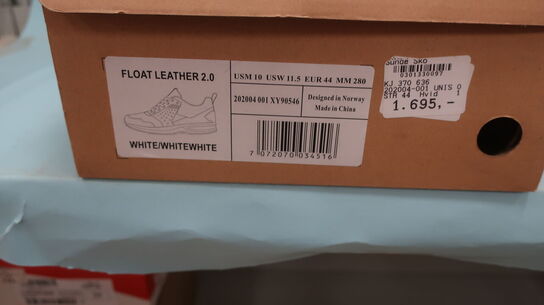 FLOAT LEATHER 2.0
WHITE/WHITEWHITE
USM 10 USW 11.5 EUR 44 MM 280
202004 001 XY90546
Designed in Norway
Made in China
7 072070 034516
Sunde Sko
0301330097
KJ 370 636
202004-001 UNIS 0
STR 44 Hvid 1
1.695,-